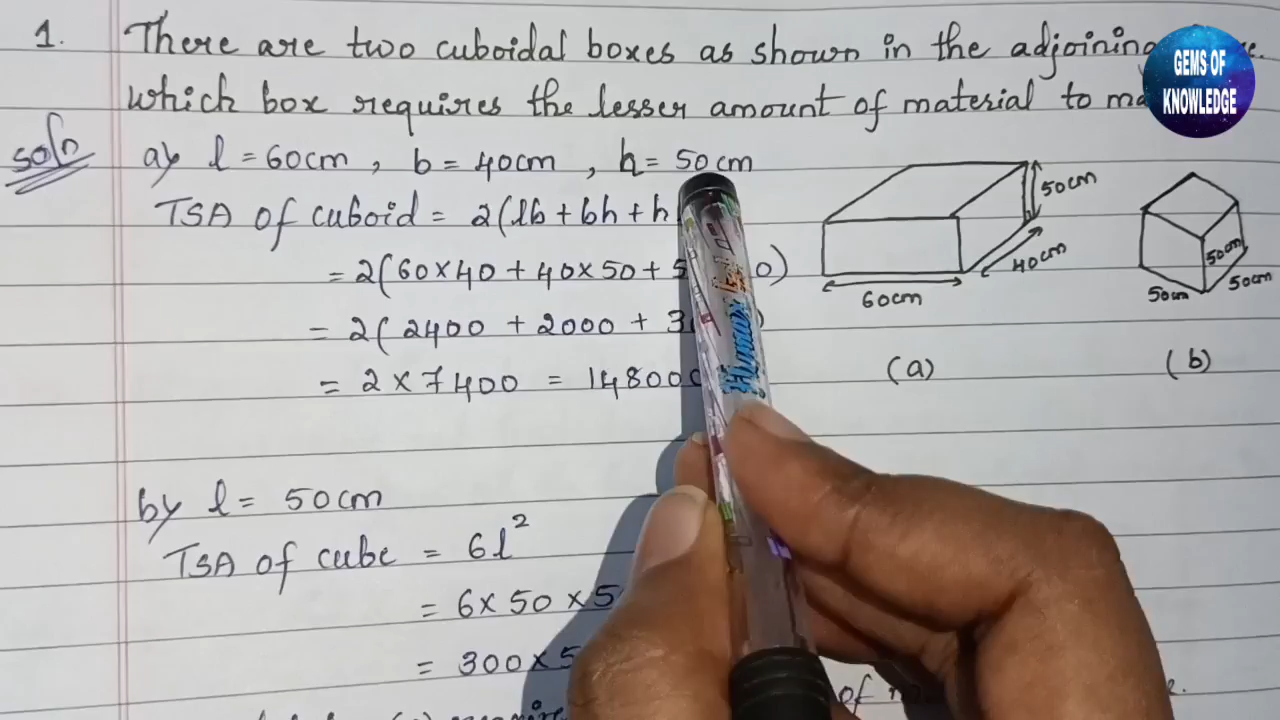 1. There are two cuboidal boxes as shown in the adjoining
which box requires the lesser amount of material to
GEMS OF
KNOWLEDGE
Soln
a) l = 60cm, b = 40cm, h = 50cm
TSA of cuboid = 2(lb + bh + h
= 2(60×40 + 40×50 + 5 0)
= 2(2400 + 2000 + 3 )
= 2 × 7400 = 14800
50cm
40cm
60cm
(a)
50cm
50cm
50cm
(b)
b) l = 50cm
TSA of cube = 6l²
= 6×50×5
= 300×5
of